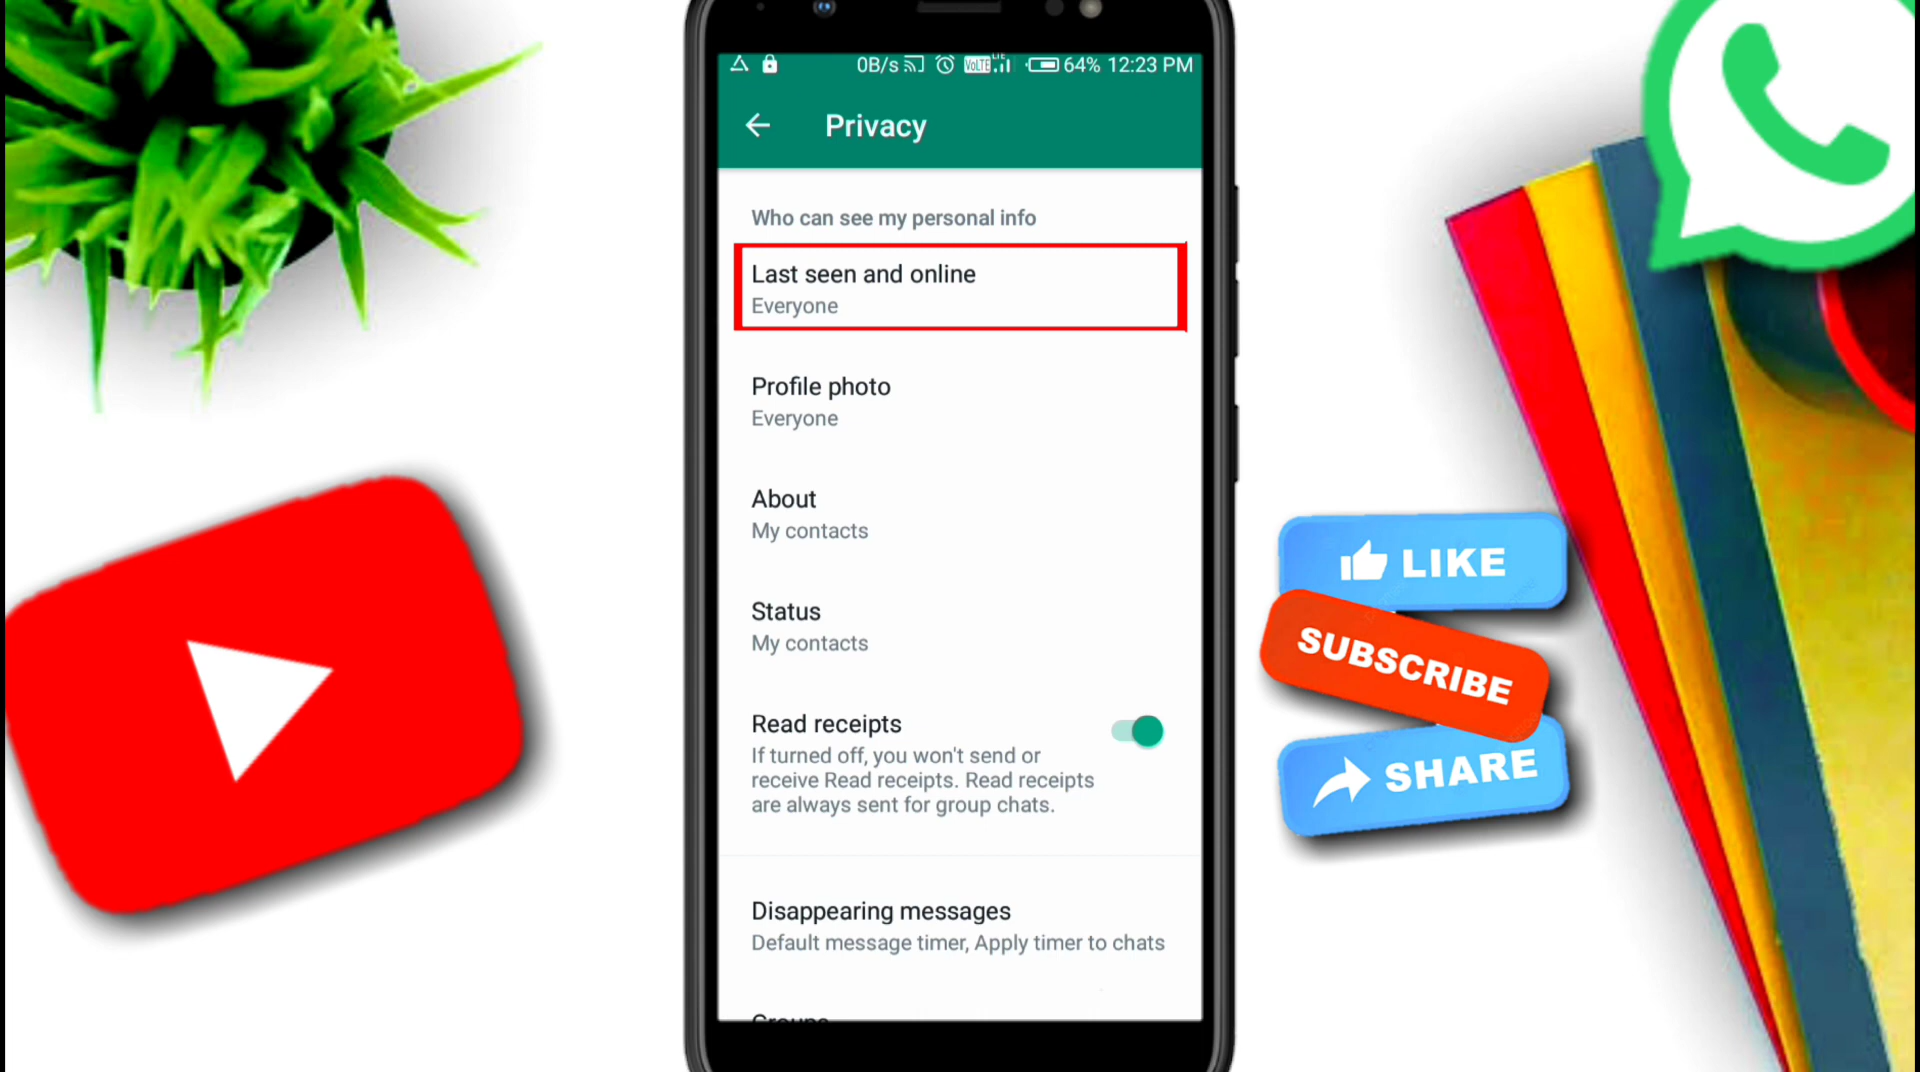 0B/s VoLTE LTE 64% 12:23 PM
Privacy
Who can see my personal info
Last seen and online
Everyone
Profile photo
Everyone
About
My contacts
Status
My contacts
Read receipts
If turned off, you won't send or
receive Read receipts. Read receipts
are always sent for group chats.
Disappearing messages
Default message timer, Apply timer to chats
Groups
LIKE
SUBSCRIBE
SHARE